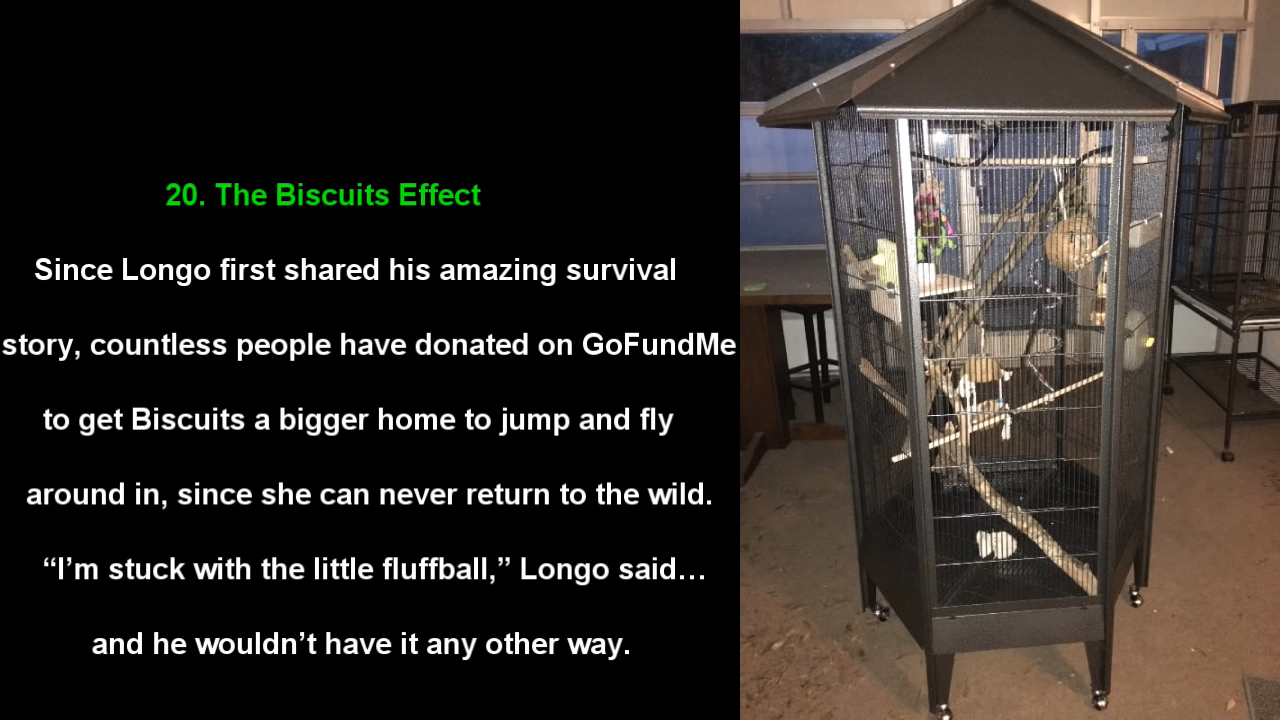 20. The Biscuits Effect
Since Longo first shared his amazing survival
story, countless people have donated on GoFundMe
to get Biscuits a bigger home to jump and fly
around in, since she can never return to the wild.
“I’m stuck with the little fluffball,” Longo said…
and he wouldn’t have it any other way.